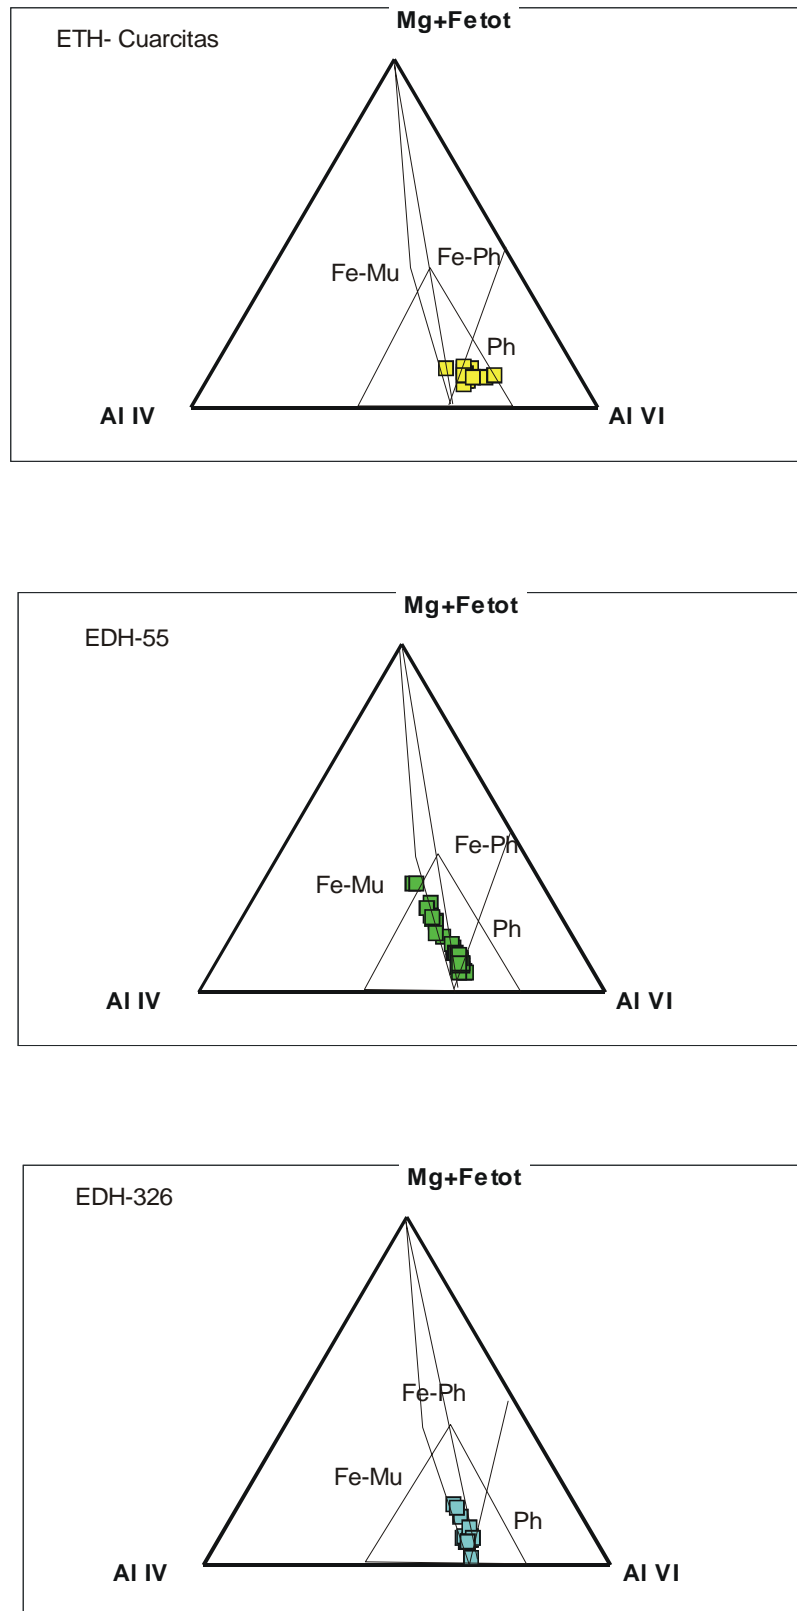 Mg+Fetot
ETH- Cuarcitas
Fe-Ph
Fe-Mu
Ph
Al IV
Al VI
Mg+Fetot
EDH-55
Fe-Ph
Fe-Mu
Ph
Al IV
Al VI
Mg+Fetot
EDH-326
Fe-Ph
Fe-Mu
Ph
Al IV
Al VI